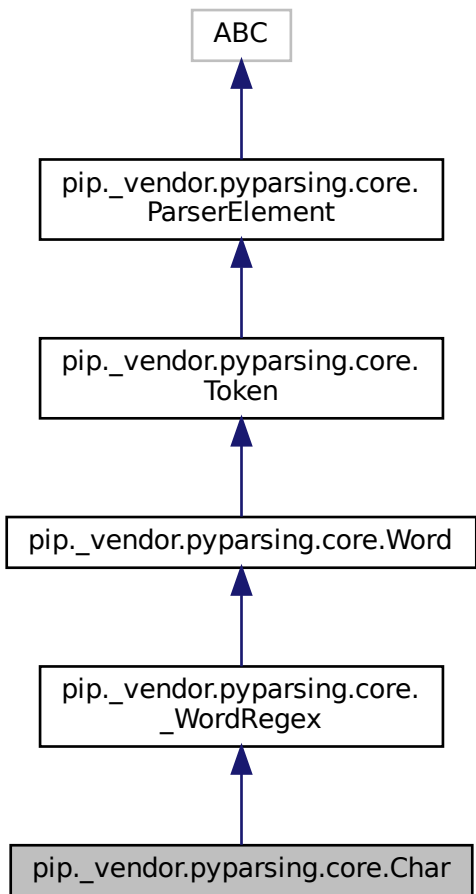 ABC
pip._vendor.pyparsing.core.
ParserElement
pip._vendor.pyparsing.core.
Token
pip._vendor.pyparsing.core.Word
pip._vendor.pyparsing.core.
_WordRegex
pip._vendor.pyparsing.core.Char